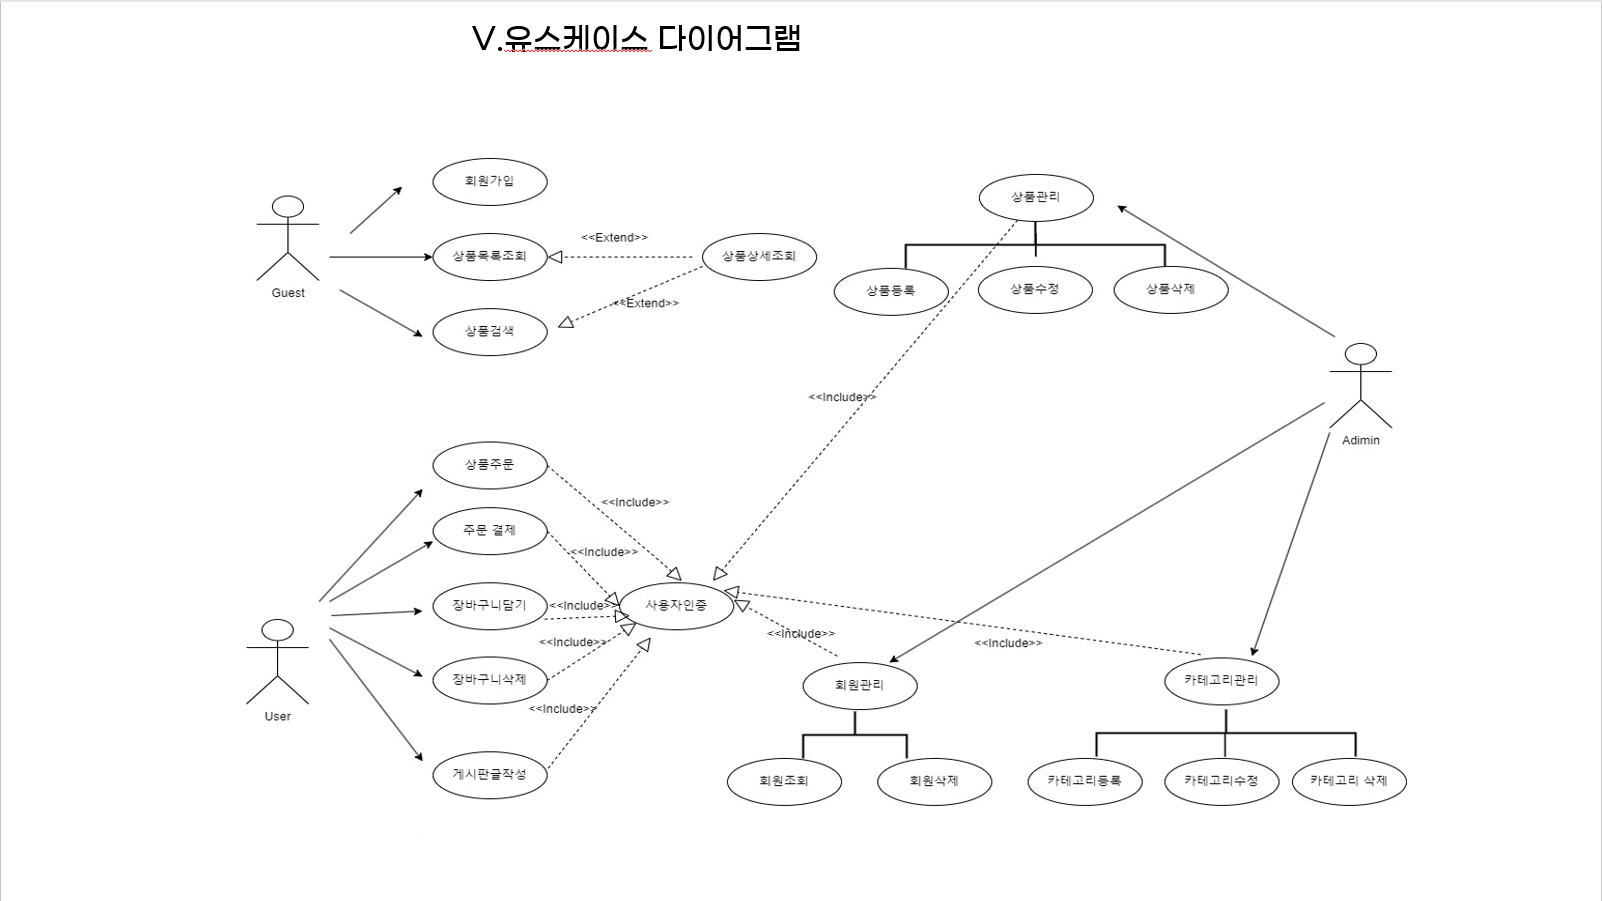 Ⅴ.유스케이스 다이어그램
회원가입
상품목록조회
상품검색
Guest
<<Extend>>
<<Extend>>
상품상세조회
상품관리
상품등록
상품수정
상품삭제
<<Include>>
Adimin
상품주문
주문 결제
장바구니담기
장바구니삭제
게시판글작성
User
<<Include>>
<<Include>>
<<Include>>
<<Include>>
<<Include>>
사용자인증
<<Include>>
<<Include>>
회원관리
회원조회
회원삭제
카테고리관리
카테고리등록
카테고리수정
카테고리 삭제